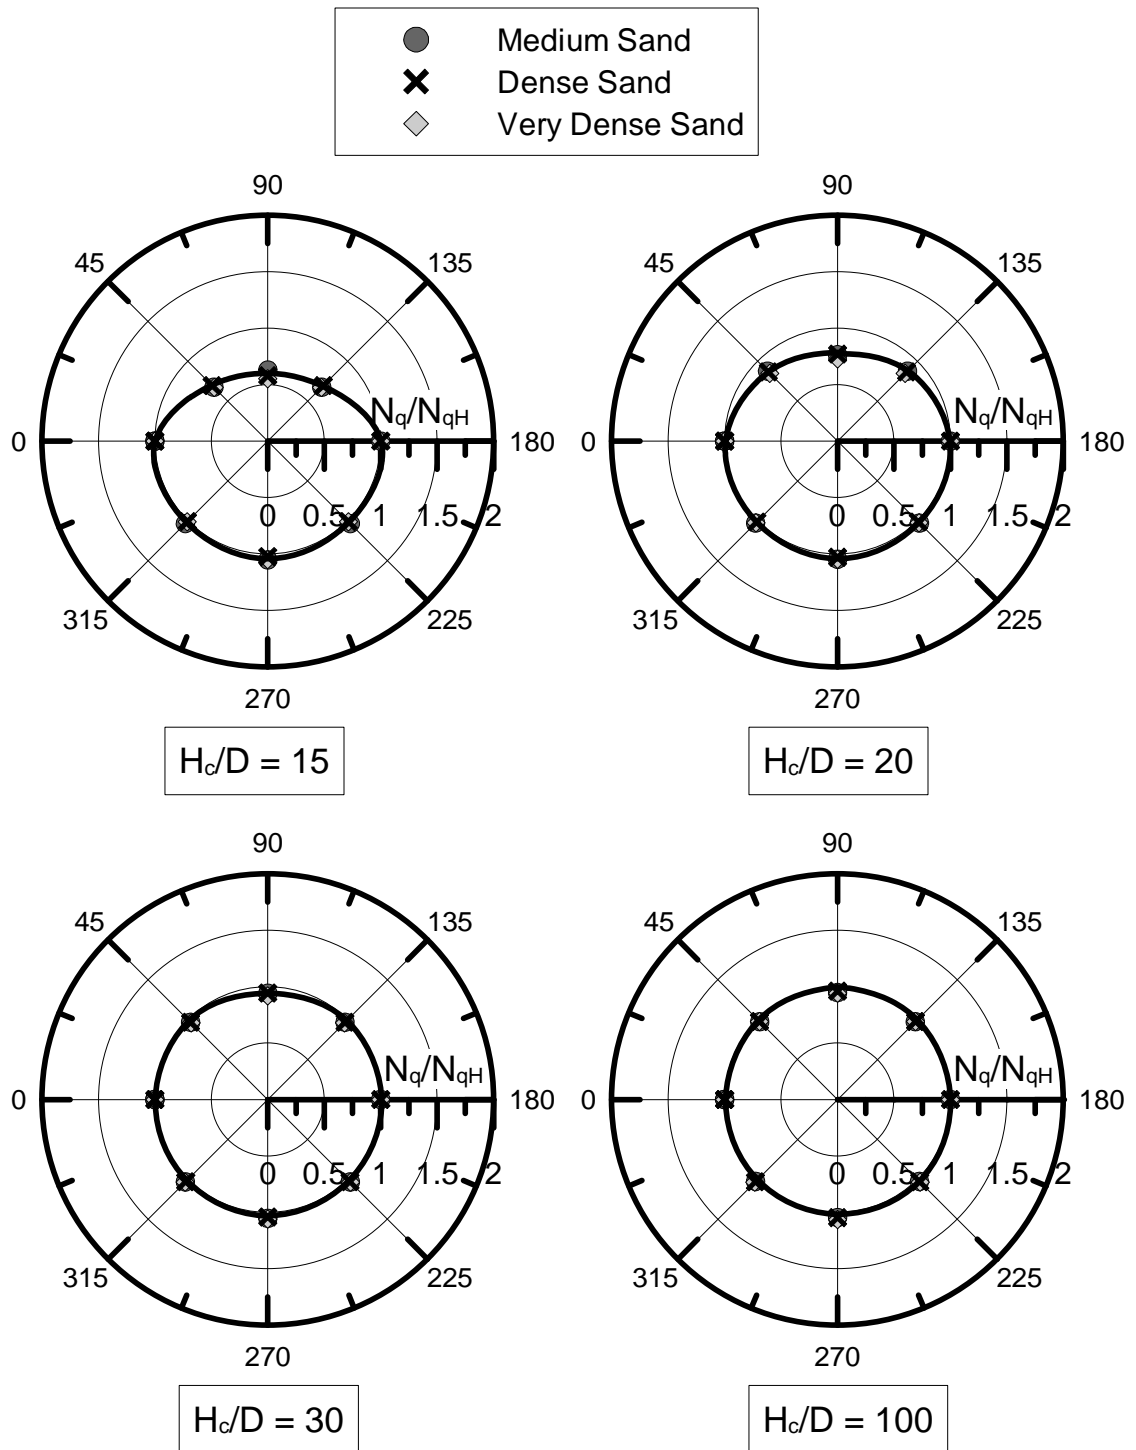 Medium Sand
Dense Sand
Very Dense Sand
90
45
135
N_q/N_qH
0
180
0 0.5 1 1.5 2
315
225
270
H_c/D = 15
90
45
135
N_q/N_qH
0
180
0 0.5 1 1.5 2
315
225
270
H_c/D = 20
90
45
135
N_q/N_qH
0
180
0 0.5 1 1.5 2
315
225
270
H_c/D = 30
90
45
135
N_q/N_qH
0
180
0 0.5 1 1.5 2
315
225
270
H_c/D = 100